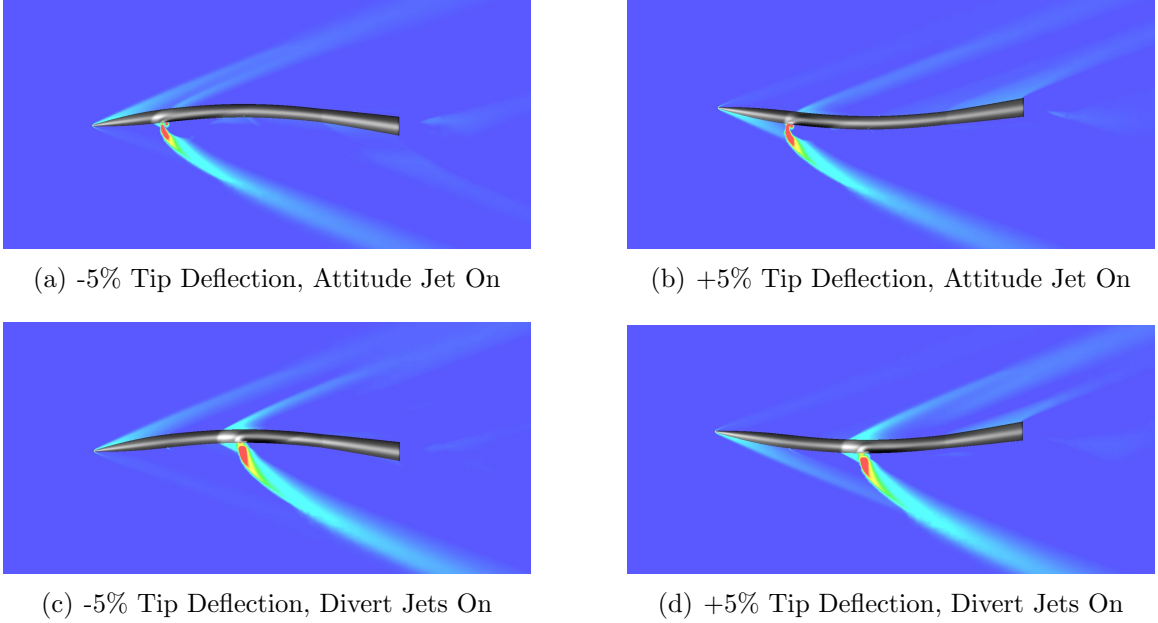 (a) -5% Tip Deflection, Attitude Jet On
(b) +5% Tip Deflection, Attitude Jet On
(c) -5% Tip Deflection, Divert Jets On
(d) +5% Tip Deflection, Divert Jets On